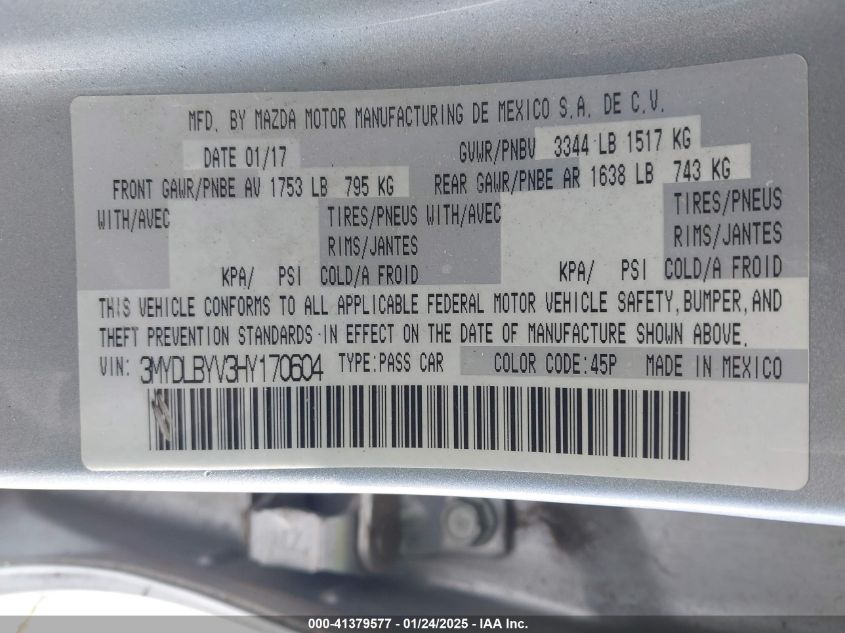 MFD. BY MAZDA MOTOR MANUFACTURING DE MEXICO S.A. DE C.V.
DATE 01/17 GVWR/PNBV 3344 LB 1517 KG
FRONT GAWR/PNBE AV 1753 LB 795 KG REAR GAWR/PNBE AR 1638 LB 743 KG
WITH/AVEC TIRES/PNEUS WITH/AVEC TIRES/PNEUS
RIMS/JANTES RIMS/JANTES
KPA/ PSI COLD/A FROID KPA/ PSI COLD/A FROID
THIS VEHICLE CONFORMS TO ALL APPLICABLE FEDERAL MOTOR VEHICLE SAFETY, BUMPER, AND
THEFT PREVENTION STANDARDS IN EFFECT ON THE DATE OF MANUFACTURE SHOWN ABOVE.
VIN: 3MYDLBYV3HY170604 TYPE:PASS CAR COLOR CODE:45P MADE IN MEXICO
000-41379577 — 01/24/2025 — IAA Inc.